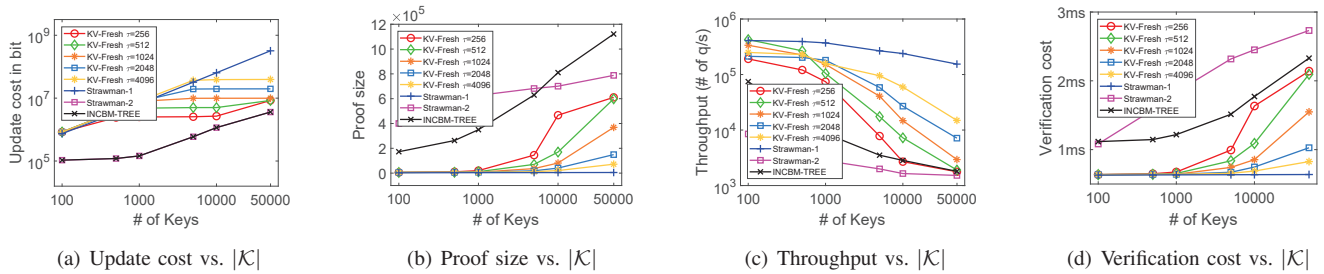 Update cost in bit
10^9
10^7
10^5
KV-Fresh τ=256
KV-Fresh τ=512
KV-Fresh τ=1024
KV-Fresh τ=2048
KV-Fresh τ=4096
Strawman-1
Strawman-2
INCBM-TREE
100 1000 10000 50000
# of Keys
(a) Update cost vs. |𝒦|
×10^5
Proof size
12
10
8
6
4
2
0
KV-Fresh τ=256
KV-Fresh τ=512
KV-Fresh τ=1024
KV-Fresh τ=2048
KV-Fresh τ=4096
Strawman-1
Strawman-2
INCBM-TREE
100 1000 10000 50000
# of Keys
(b) Proof size vs. |𝒦|
Throughput (# of q/s)
10^6
10^5
10^4
10^3
KV-Fresh τ=256
KV-Fresh τ=512
KV-Fresh τ=1024
KV-Fresh τ=2048
KV-Fresh τ=4096
Strawman-1
Strawman-2
INCBM-TREE
100 1000 10000 50000
# of Keys
(c) Throughput vs. |𝒦|
Verification cost
3ms
2ms
1ms
KV-Fresh τ=256
KV-Fresh τ=512
KV-Fresh τ=1024
KV-Fresh τ=2048
KV-Fresh τ=4096
Strawman-1
Strawman-2
INCBM-TREE
100 1000 10000
# of Keys
(d) Verification cost vs. |𝒦|